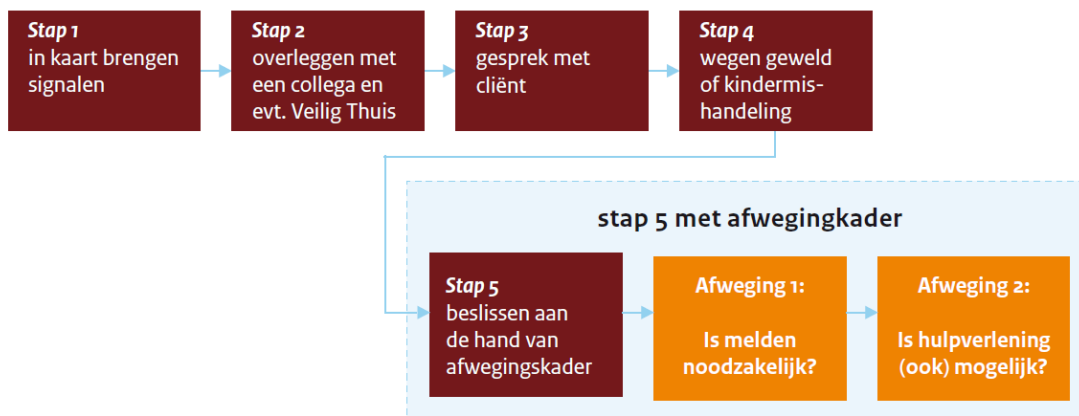 Stap 1
in kaart brengen
signalen
Stap 2
overleggen met
een collega en
evt. Veilig Thuis
Stap 3
gesprek met
cliënt
Stap 4
wegen geweld
of kindermis-
handeling
stap 5 met afwegingkader
Stap 5
beslissen aan
de hand van
afwegingskader
Afweging 1:
Is melden
noodzakelijk?
Afweging 2:
Is hulpverlening
(ook) mogelijk?